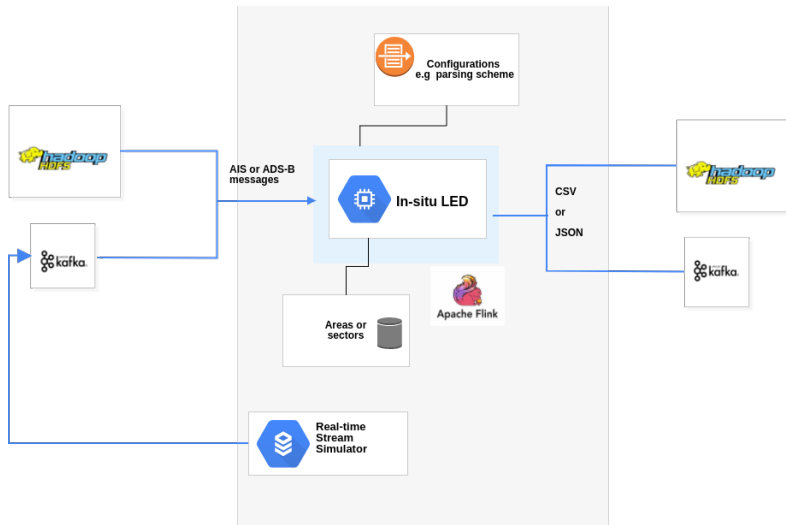 Configurations
e.g parsing scheme
hadoop
HDFS
AIS or ADS-B
messages
In-situ LED
CSV
or
JSON
hadoop
HDFS
kafka
kafka
Apache Flink
Areas or
sectors
Real-time
Stream
Simulator